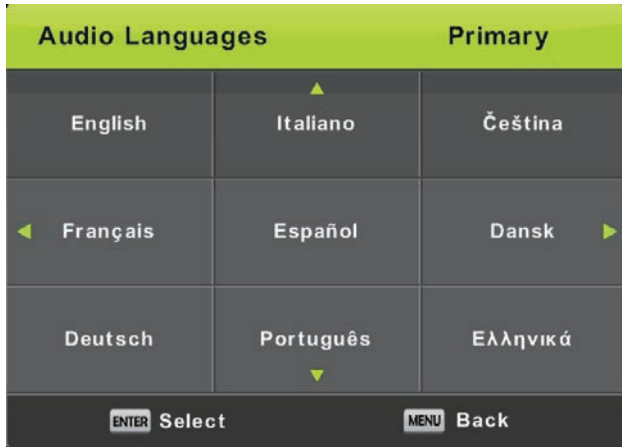 Audio Languages Primary
English Italiano Čeština
Français Español Dansk
Deutsch Português Ελληνικά
ENTER Select MENU Back